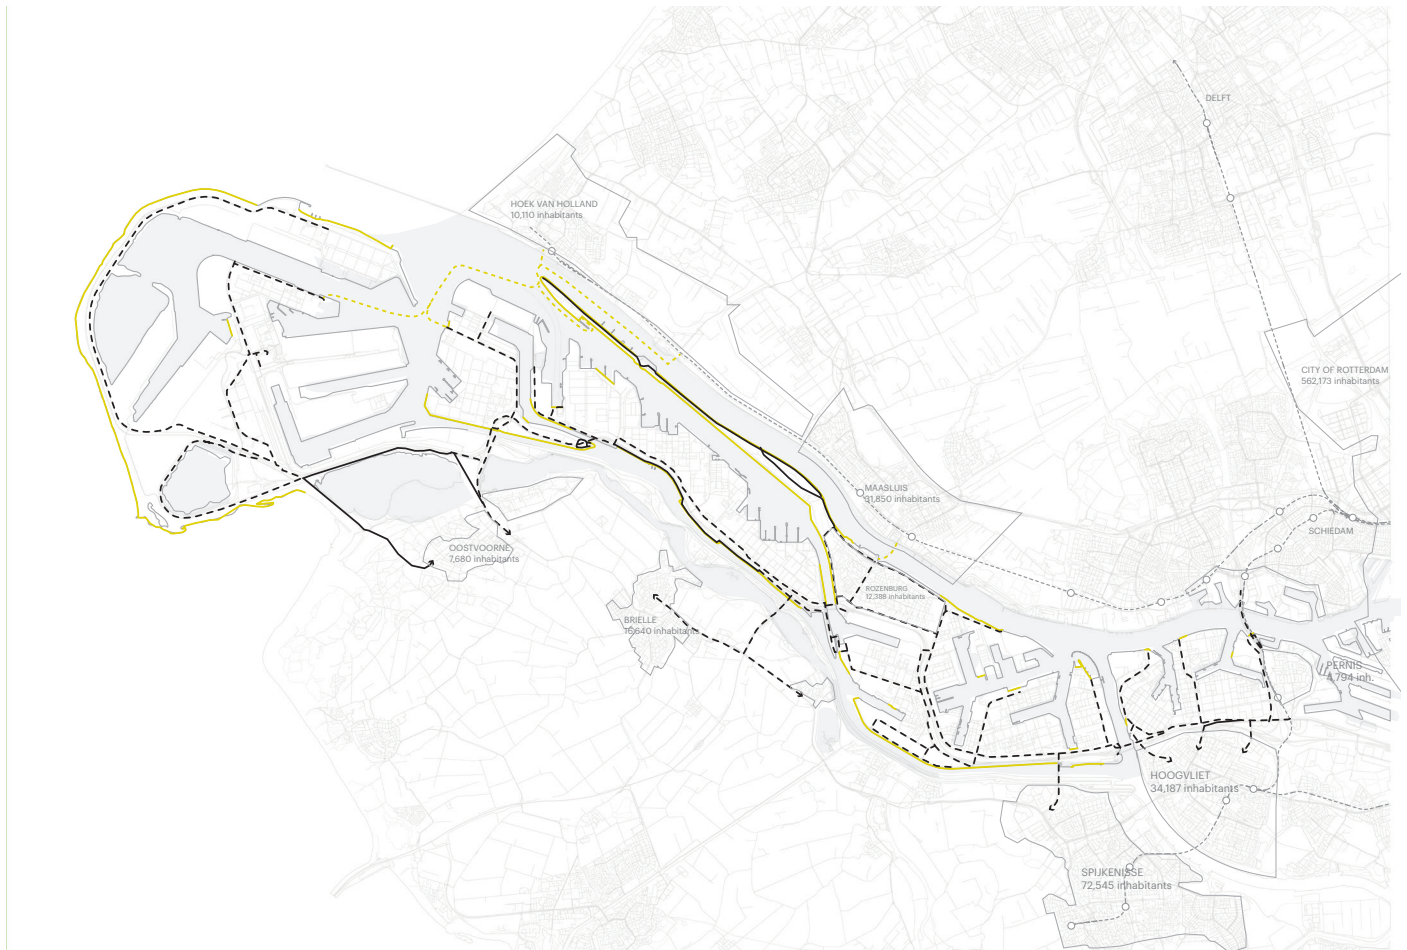 DELFT
HOEK VAN HOLLAND
10,110 inhabitants
CITY OF ROTTERDAM
562,173 inhabitants
MAASLUIS
31,850 inhabitants
SCHIEDAM
OOSTVOORNE
7,680 inhabitants
ROZENBURG
12,388 inhabitants
BRIELLE
16,640 inhabitants
PERNIS
4,794 inh.
HOOGVLIET
34,187 inhabitants
SPIJKENISSE
72,545 inhabitants